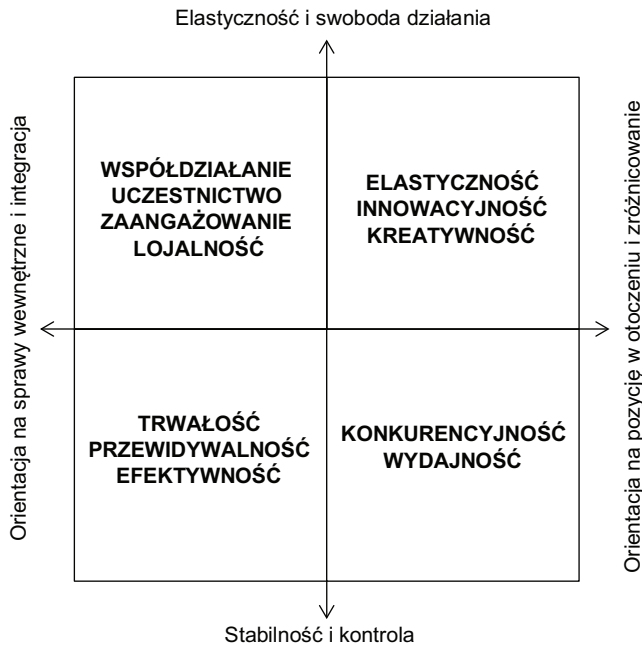 Elastyczność i swoboda działania
Orientacja na sprawy wewnętrzne i integracja
WSPÓŁDZIAŁANIE
UCZESTNICTWO
ZAANGAŻOWANIE
LOJALNOŚĆ
ELASTYCZNOŚĆ
INNOWACYJNOŚĆ
KREATYWNOŚĆ
Orientacja na pozycję w otoczeniu i zróżnicowanie
TRWAŁOŚĆ
PRZEWIDYWALNOŚĆ
EFEKTYWNOŚĆ
KONKURENCYJNOŚĆ
WYDAJNOŚĆ
Stabilność i kontrola